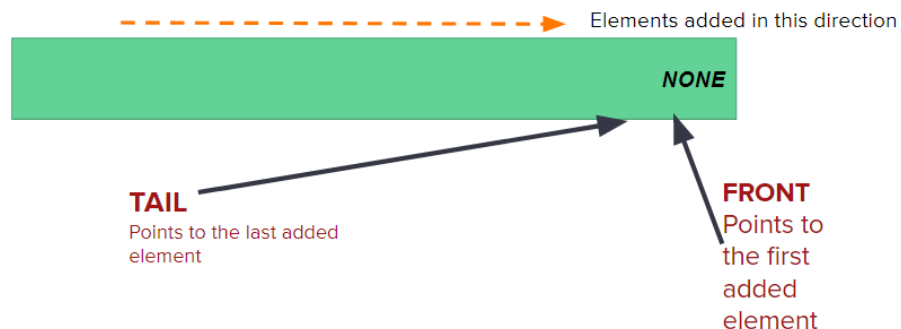 Elements added in this direction
NONE
TAIL
Points to the last added
element
FRONT
Points to
the first
added
element